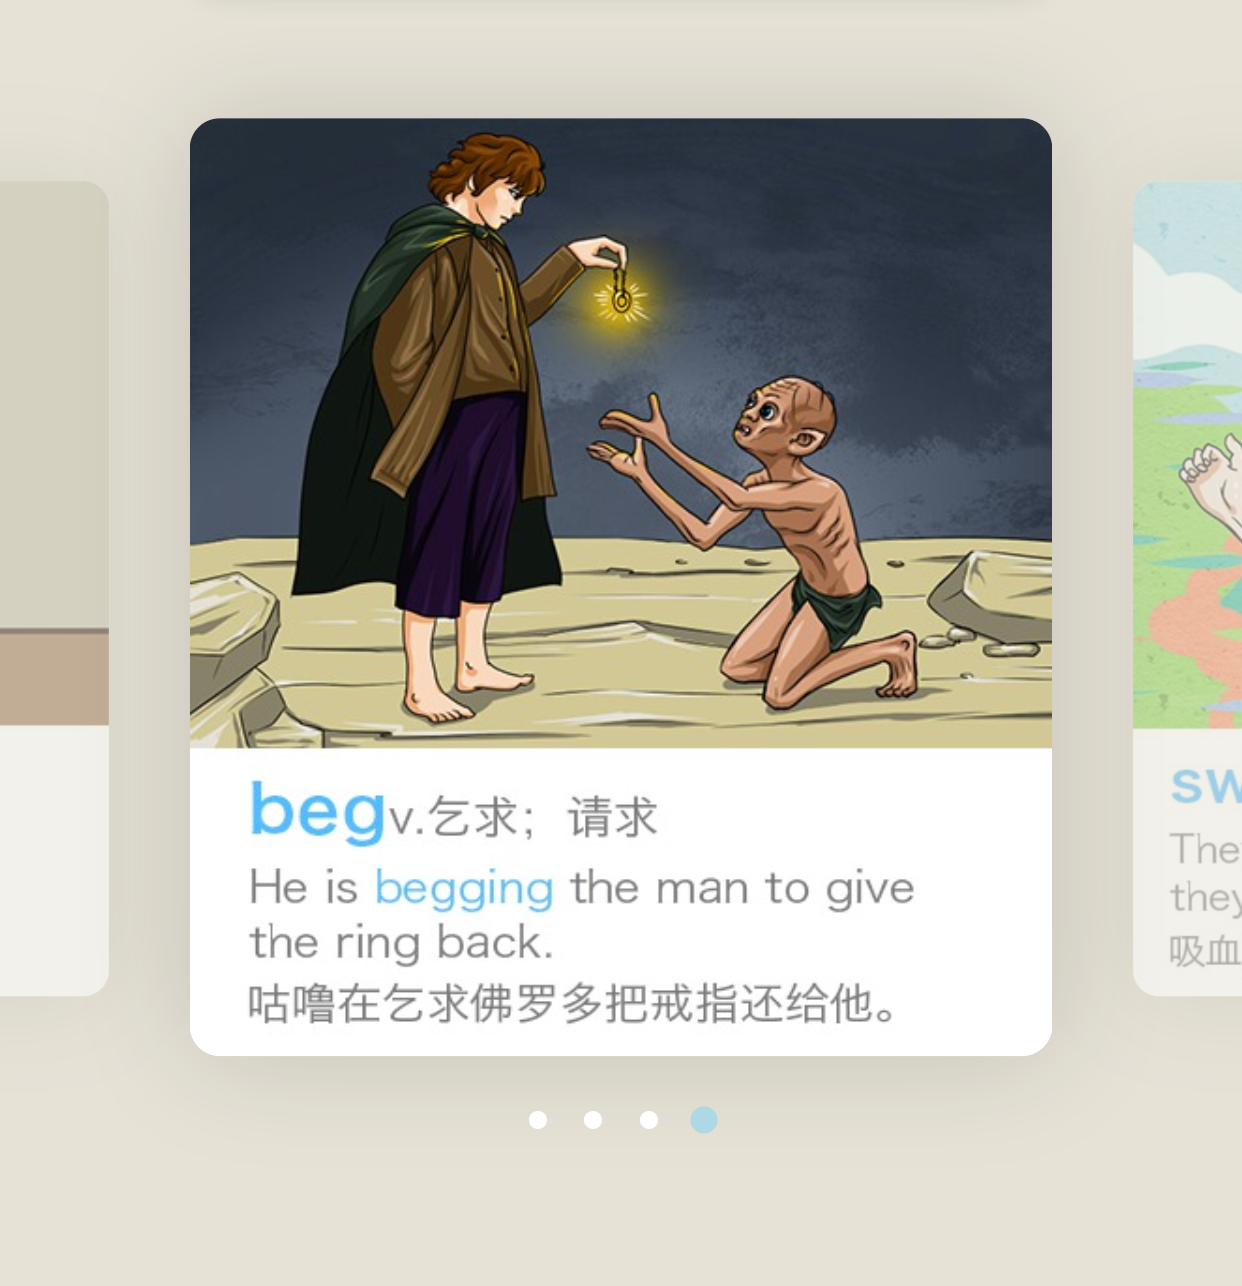 beg v.乞求；请求
He is begging the man to give
the ring back.
咕噜在乞求佛罗多把戒指还给他。
sw
The
they
吸血